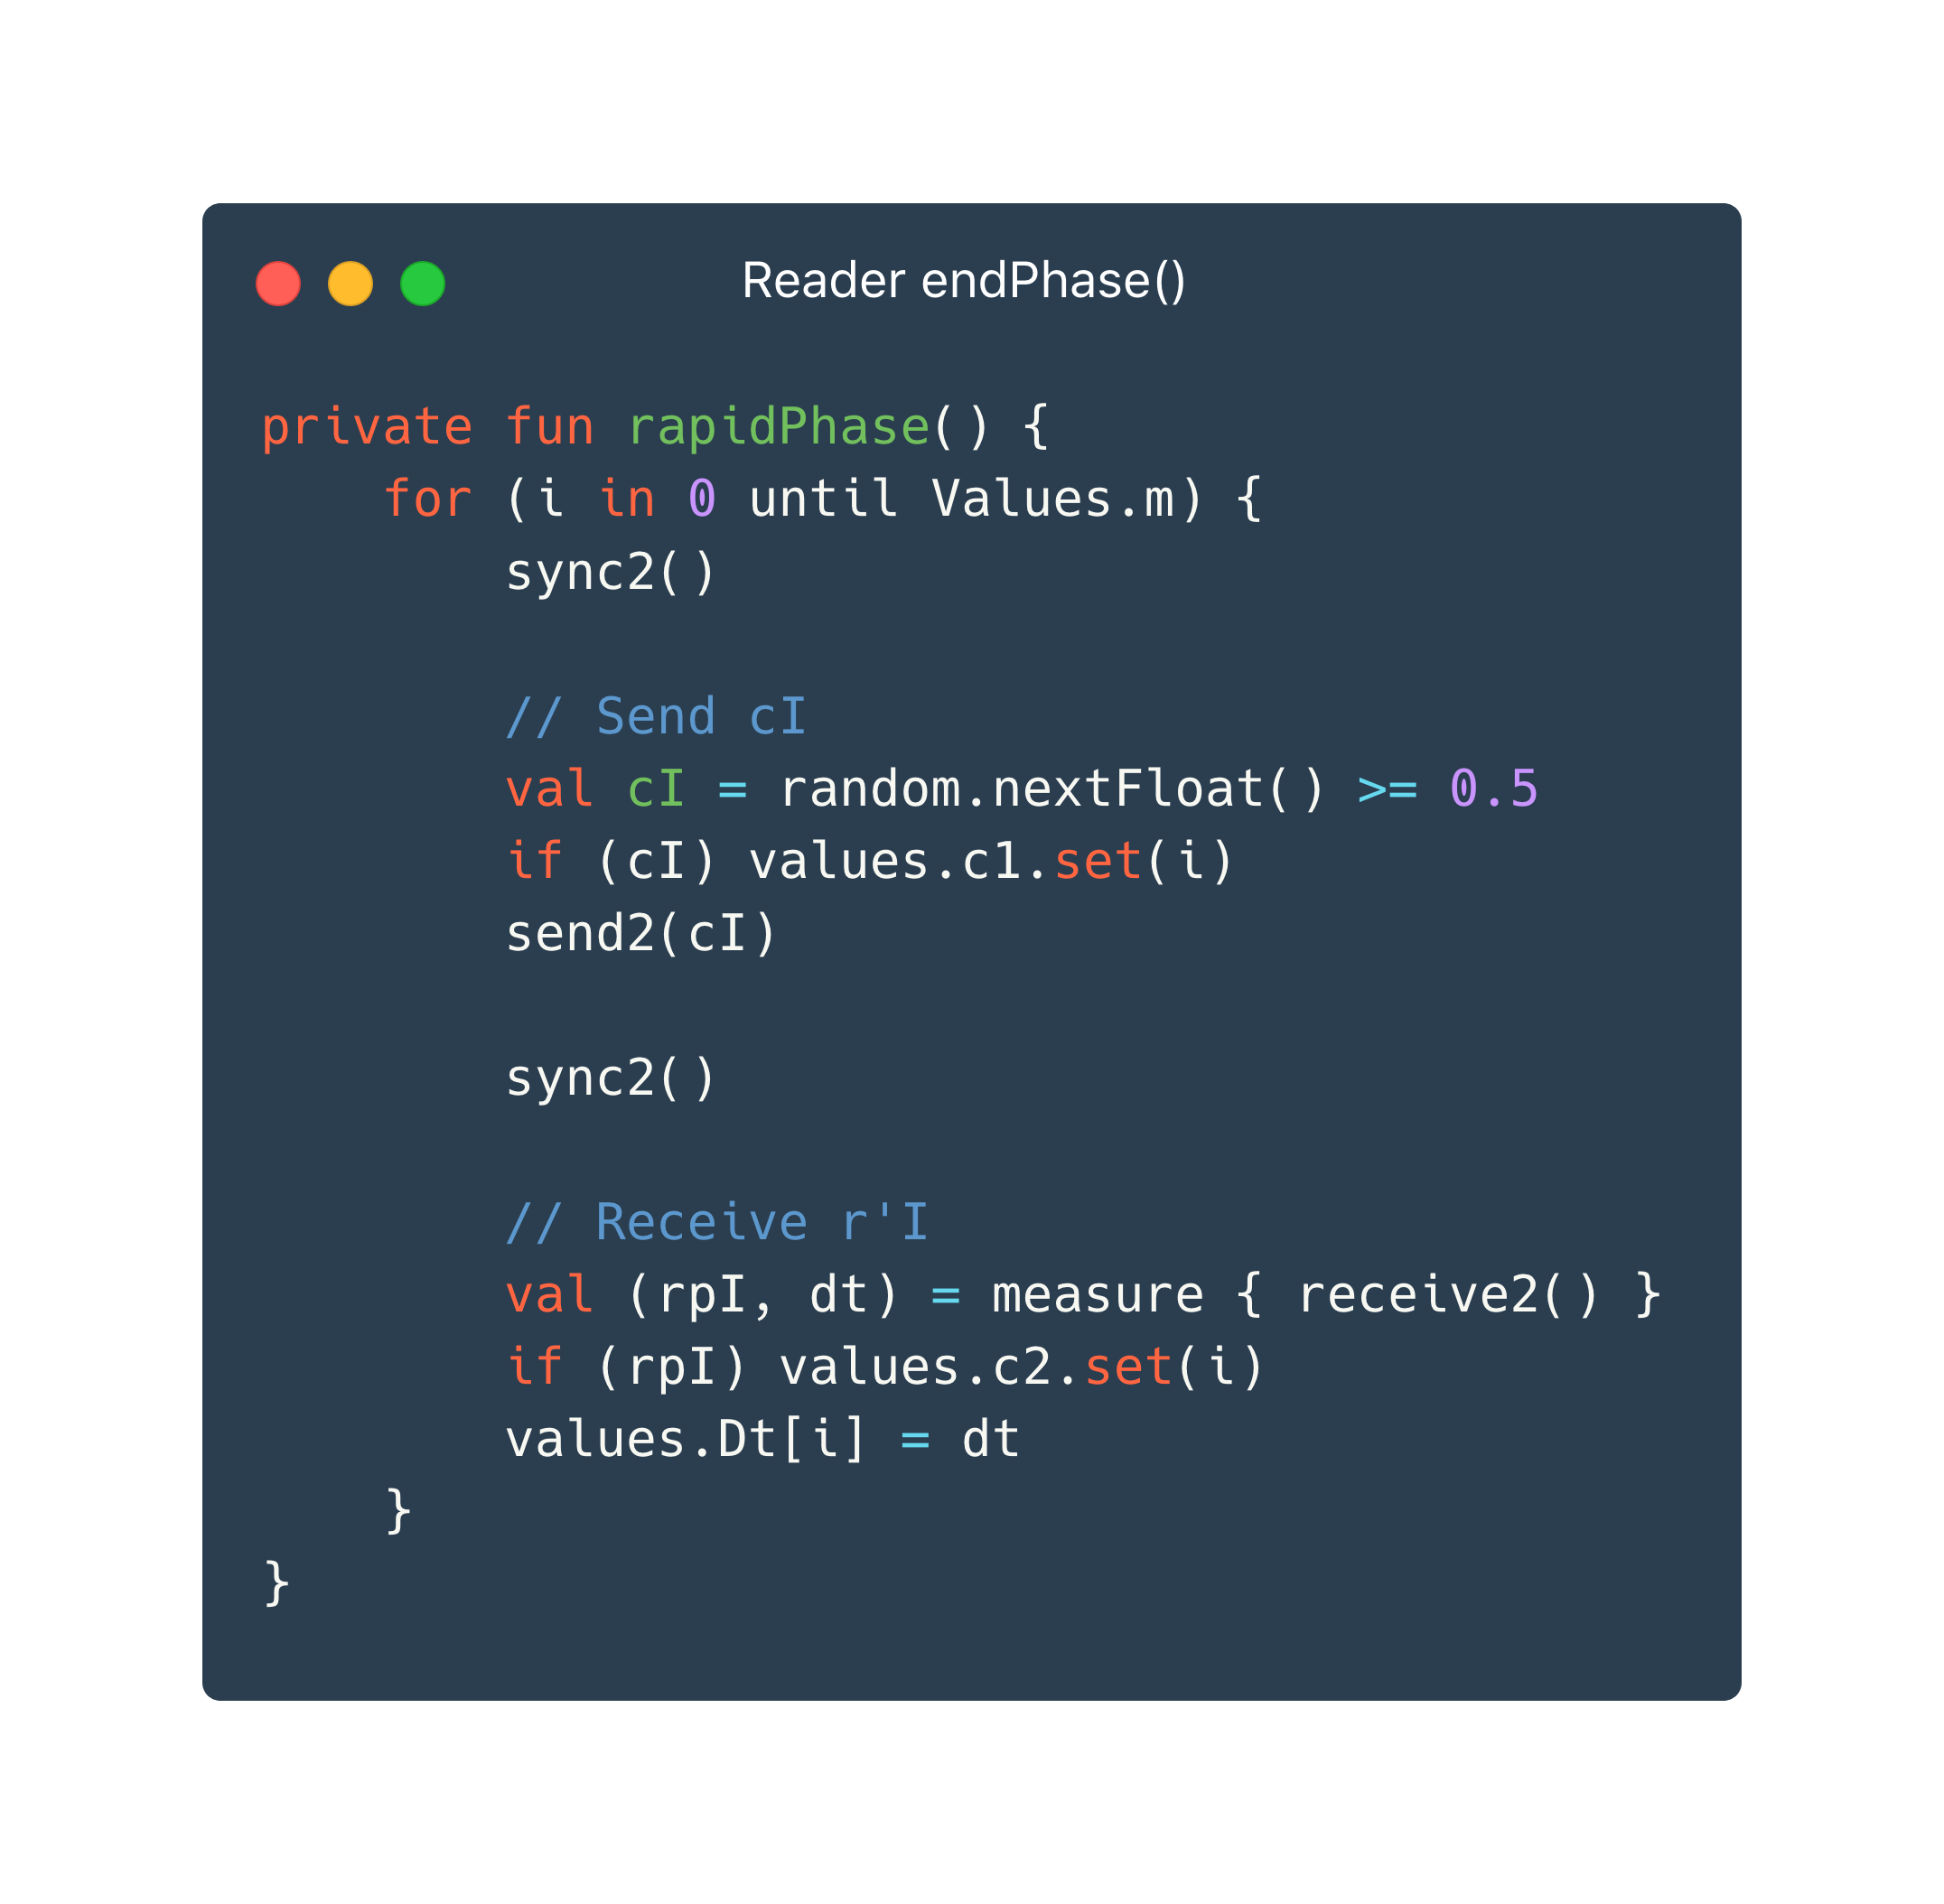 Reader endPhase()
private fun rapidPhase() {
    for (i in 0 until Values.m) {
        sync2()
        // Send cI
        val cI = random.nextFloat() >= 0.5
        if (cI) values.c1.set(i)
        send2(cI)
        sync2()
        // Receive r'I
        val (rpI, dt) = measure { receive2() }
        if (rpI) values.c2.set(i)
        values.Dt[i] = dt
    }
}